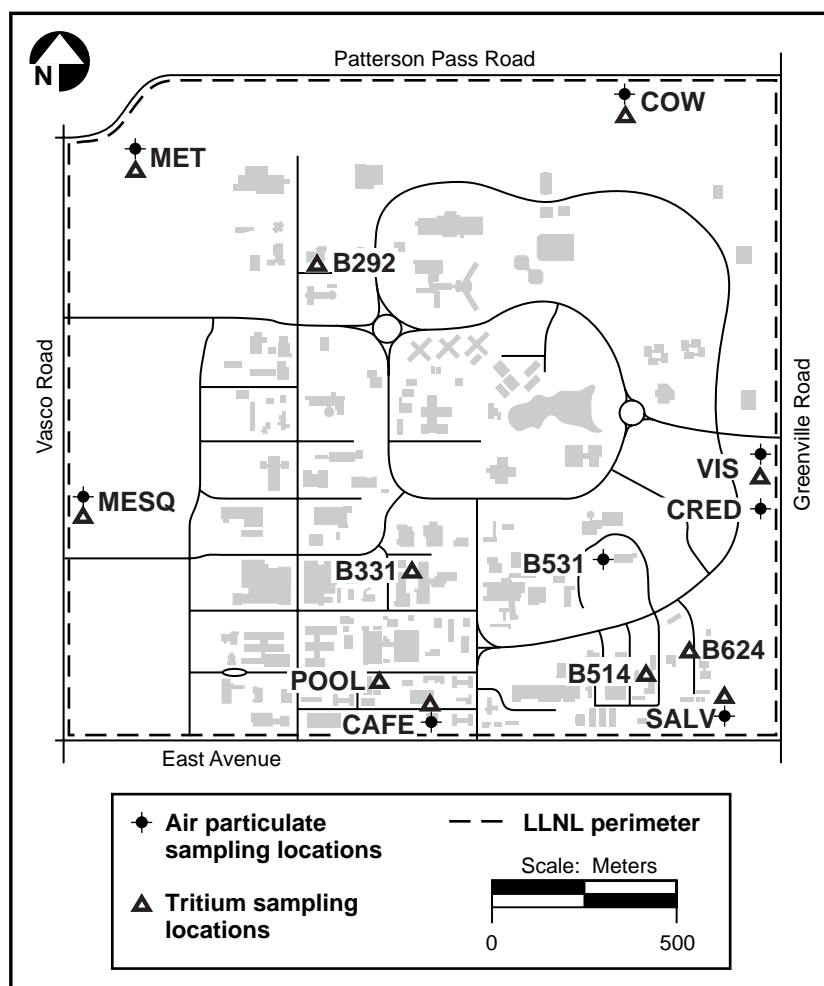 Patterson Pass Road
N
COW
MET
B292
Vasco Road
Greenville Road
VIS
MESQ
CRED
B531
B331
B624
B514
POOL
SALV
CAFE
East Avenue
Air particulate
sampling locations
LLNL perimeter
Scale: Meters
Tritium sampling
locations
0 500